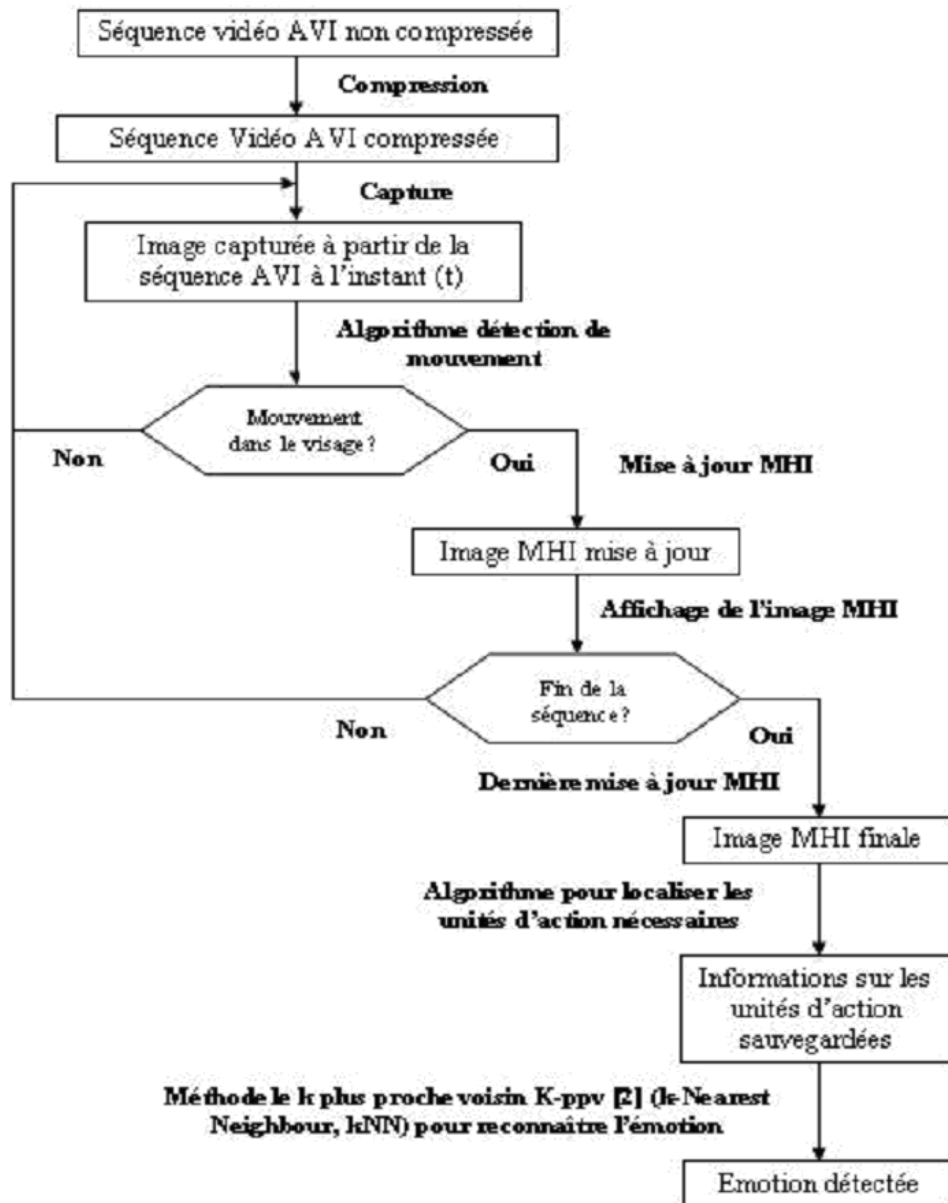 Séquence vidéo AVI non compressée
Compression
Séquence Vidéo AVI compressée
Capture
Image capturée à partir de la
séquence AVI à l'instant (t)
Algorithme détection de
mouvement
Mouvement
dans le visage?
Non
Oui
Mise à jour MHI
Image MHI mise à jour
Affichage de l'image MHI
Fin de la
séquence?
Non
Oui
Dernière mise à jour MHI
Image MHI finale
Algorithme pour localiser les
unités d'action nécessaires
Informations sur les
unités d'action
sauvegardées
Méthode le k plus proche voisin K-ppv [2] (k-Nearest
Neighbour, kNN) pour reconnaître l'émotion
Emotion détectée